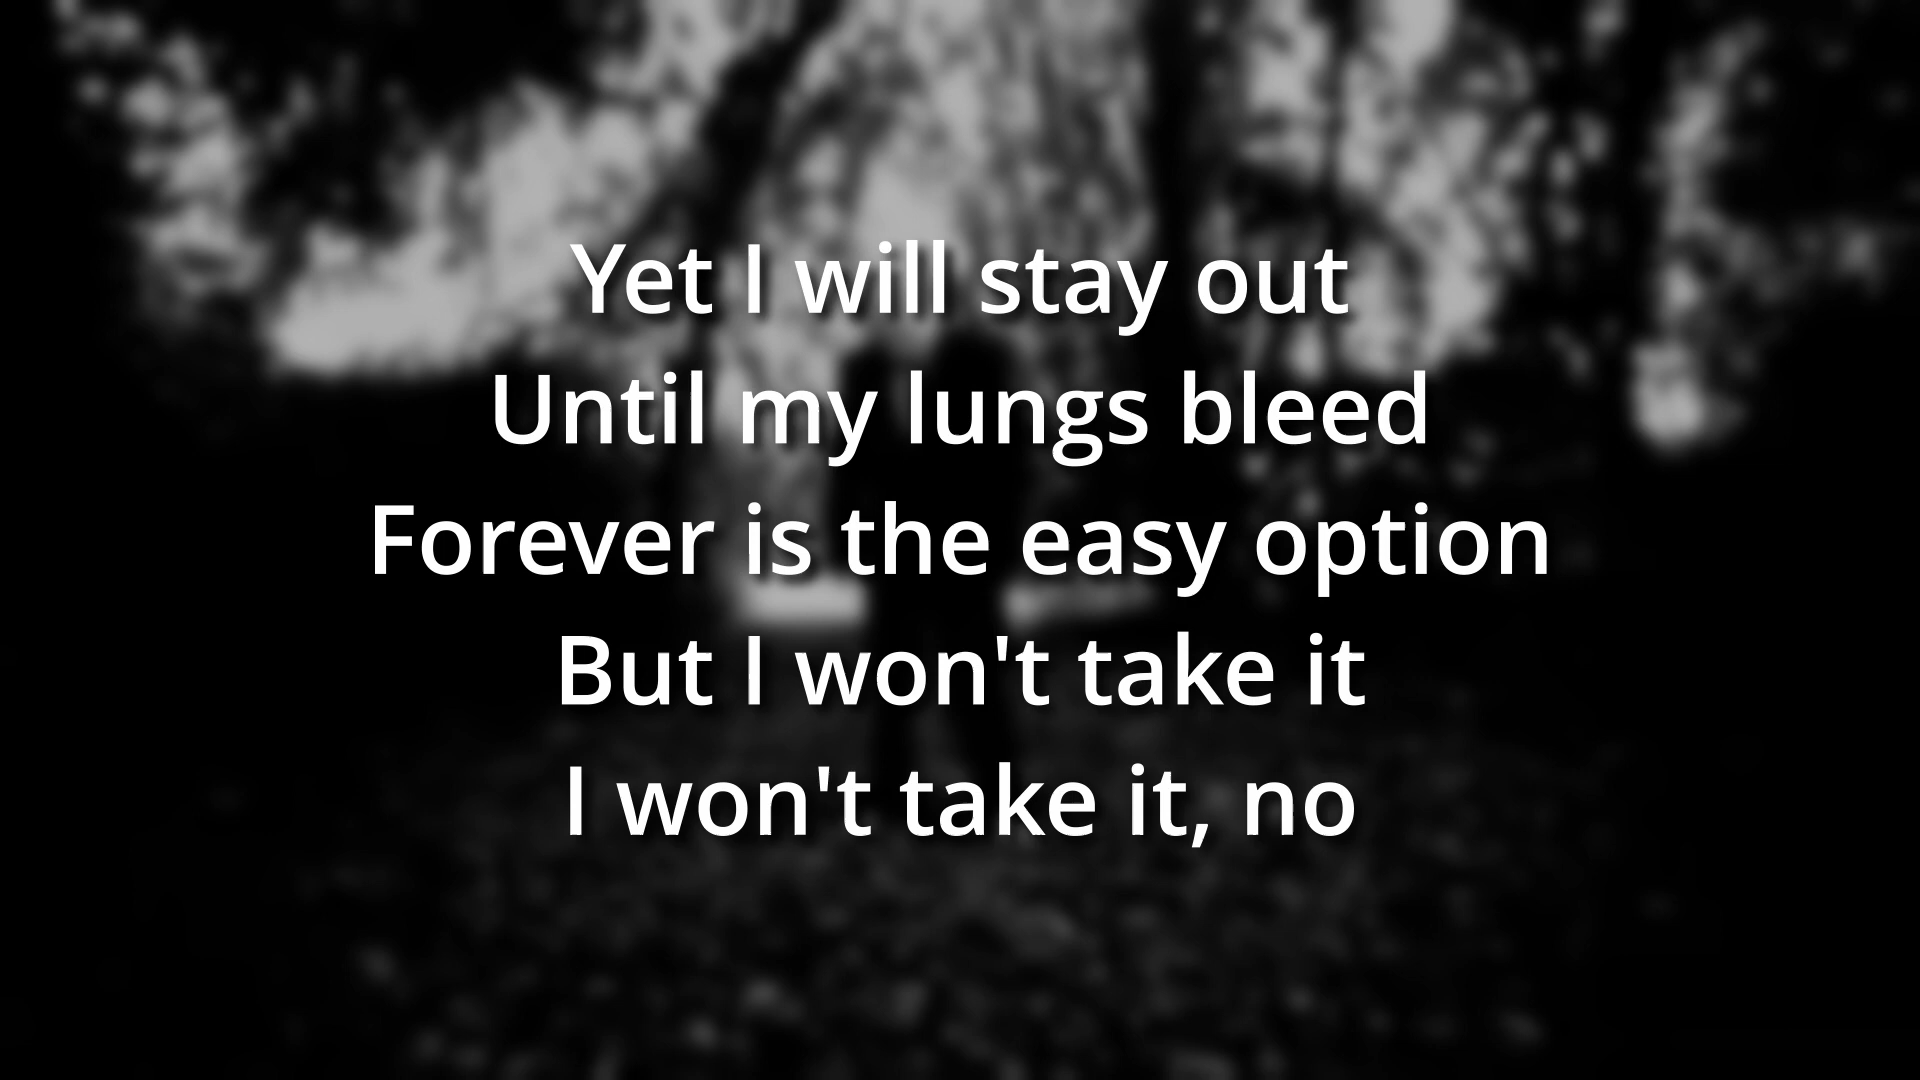 Yet I will stay out
Until my lungs bleed
Forever is the easy option
But I won't take it
I won't take it, no